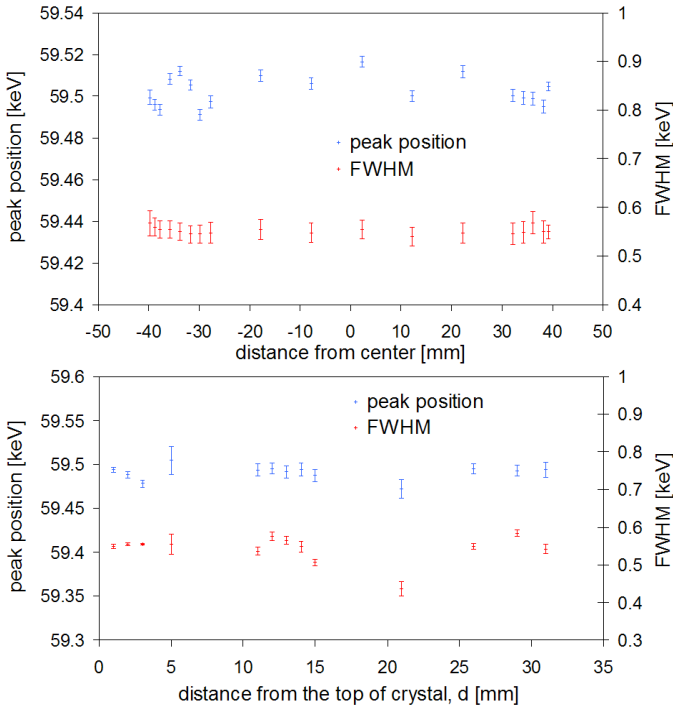 59.54
59.52
59.5
59.48
59.46
59.44
59.42
59.4
peak position [keV]
1
0.9
0.8
0.7
0.6
0.5
0.4
FWHM [keV]
peak position
FWHM
-50 -40 -30 -20 -10 0 10 20 30 40 50
distance from center [mm]
59.6
59.55
59.5
59.45
59.4
59.35
59.3
peak position [keV]
1
0.9
0.8
0.7
0.6
0.5
0.4
0.3
FWHM [keV]
peak position
FWHM
0 5 10 15 20 25 30 35
distance from the top of crystal, d [mm]